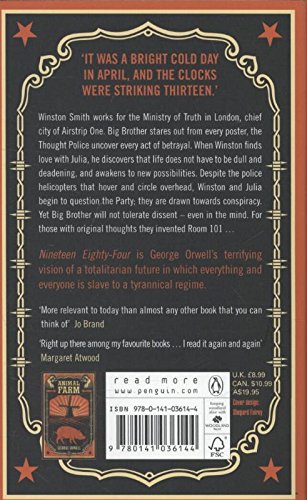 ‘IT WAS A BRIGHT COLD DAY
IN APRIL, AND THE CLOCKS
WERE STRIKING THIRTEEN.’
Winston Smith works for the Ministry of Truth in London, chief
city of Airstrip One. Big Brother stares out from every poster, the
Thought Police uncover every act of betrayal. When Winston finds
love with Julia, he discovers that life does not have to be dull and
deadening, and awakens to new possibilities. Despite the police
helicopters that hover and circle overhead, Winston and Julia
begin to question the Party; they are drawn towards conspiracy.
Yet Big Brother will not tolerate dissent – even in the mind. For
those with original thoughts they invented Room 101 ...
Nineteen Eighty-Four is George Orwell's terrifying
vision of a totalitarian future in which everything and
everyone is slave to a tyrannical regime.
‘More relevant to today than almost any other book that you can
think of’ Jo Brand
‘Right up there among my favourite books ... I read it again and again’
Margaret Atwood
ANIMAL
FARM
GEORGE ORWELL
read more
www.penguin.com
ISBN 978-0-141-03614-4
9 780141 036144
WOODLAND
FSC
U.K. £8.99
CAN. $10.99
A$19.95
Cover design:
Shepard Fairey